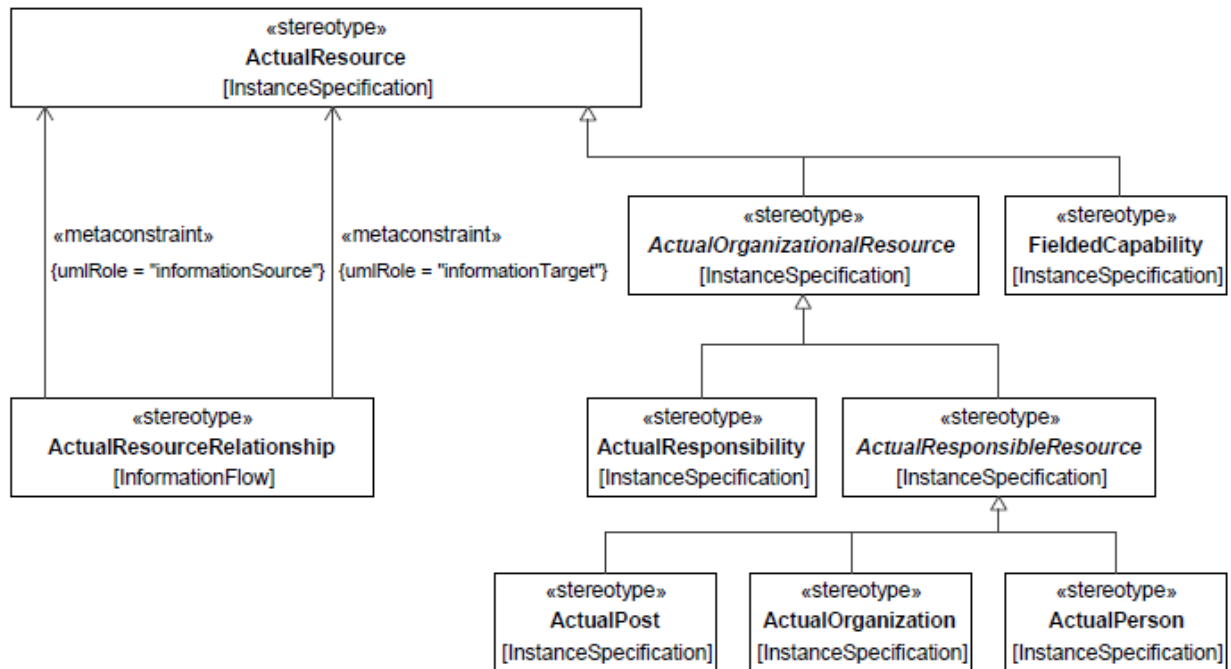 «stereotype»
ActualResource
[InstanceSpecification]
«metaconstraint»
{umlRole = "informationSource"}
«metaconstraint»
{umlRole = "informationTarget"}
«stereotype»
ActualOrganizationalResource
[InstanceSpecification]
«stereotype»
FieldedCapability
[InstanceSpecification]
«stereotype»
ActualResourceRelationship
[InformationFlow]
«stereotype»
ActualResponsibility
[InstanceSpecification]
«stereotype»
ActualResponsibleResource
[InstanceSpecification]
«stereotype»
ActualPost
[InstanceSpecification]
«stereotype»
ActualOrganization
[InstanceSpecification]
«stereotype»
ActualPerson
[InstanceSpecification]